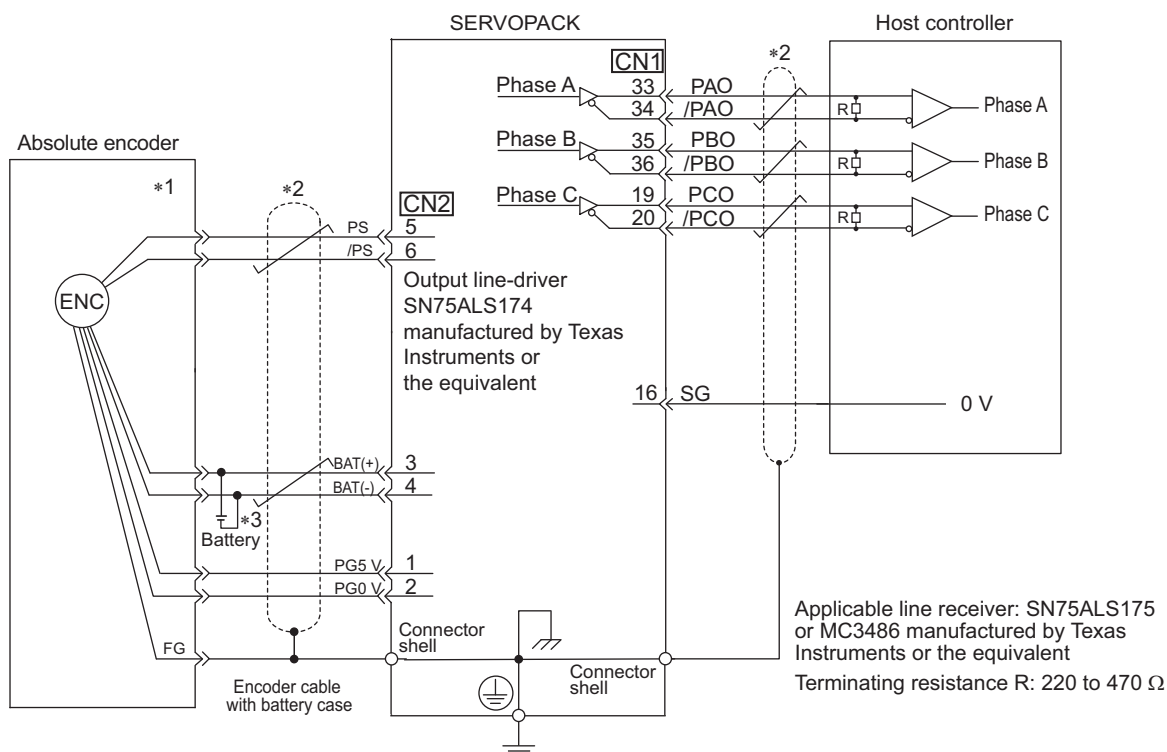 SERVOPACK
Host controller
CN1
*2
Phase A
33
PAO
34
/PAO
R
Phase A
Phase B
35
PBO
36
/PBO
R
Phase B
Phase C
19
PCO
20
/PCO
R
Phase C
Absolute encoder
*1
*2
CN2
PS
5
/PS
6
ENC
Output line-driver
SN75ALS174
manufactured by Texas
Instruments or
the equivalent
16
SG
0 V
BAT(+)
3
BAT(-)
4
*3
Battery
PG5 V
1
PG0 V
2
FG
Connector
shell
Connector
shell
Encoder cable
with battery case
Applicable line receiver: SN75ALS175
or MC3486 manufactured by Texas
Instruments or the equivalent
Terminating resistance R: 220 to 470 Ω